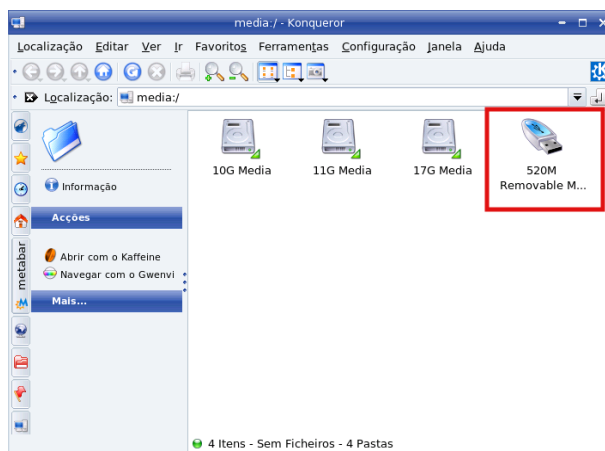 media:/ - Konqueror
Localização Editar Ver Ir Favoritos Ferramentas Configuração Janela Ajuda
Localização: media:/
10G Media
11G Media
17G Media
520M
Removable M...
Informação
Acções
Abrir com o Kaffeine
Navegar com o Gwenvi
Mais...
metabar
4 Itens - Sem Ficheiros - 4 Pastas